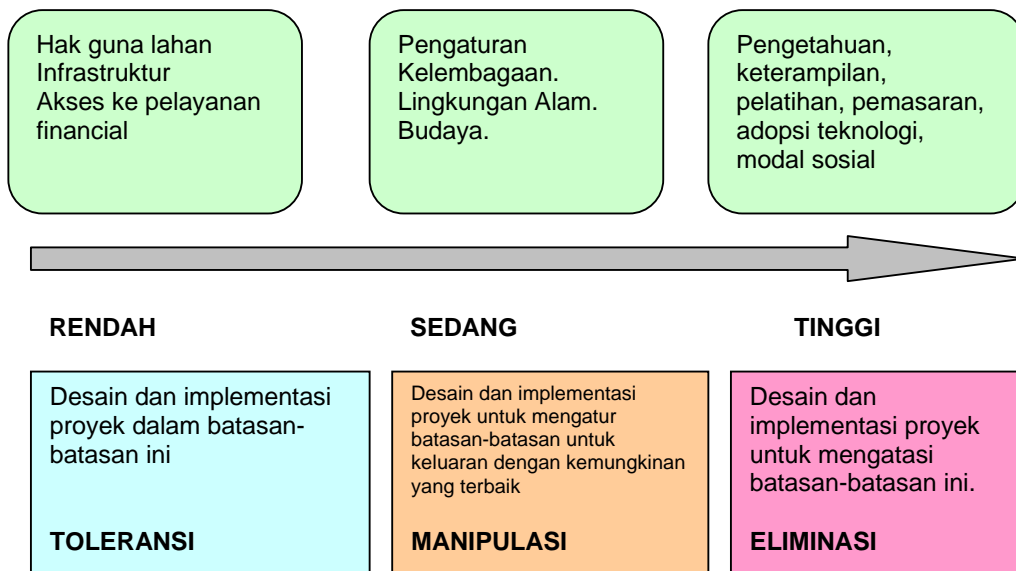 Hak guna lahan
Infrastruktur
Akses ke pelayanan
financial
Pengaturan
Kelembagaan.
Lingkungan Alam.
Budaya.
Pengetahuan,
keterampilan,
pelatihan, pemasaran,
adopsi teknologi,
modal sosial
RENDAH
SEDANG
TINGGI
Desain dan implementasi
proyek dalam batasan-
batasan ini
TOLERANSI
Desain dan implementasi
proyek untuk mengatur
batasan-batasan untuk
keluaran dengan kemungkinan
yang terbaik
MANIPULASI
Desain dan
implementasi proyek
untuk mengatasi
batasan-batasan ini.
ELIMINASI